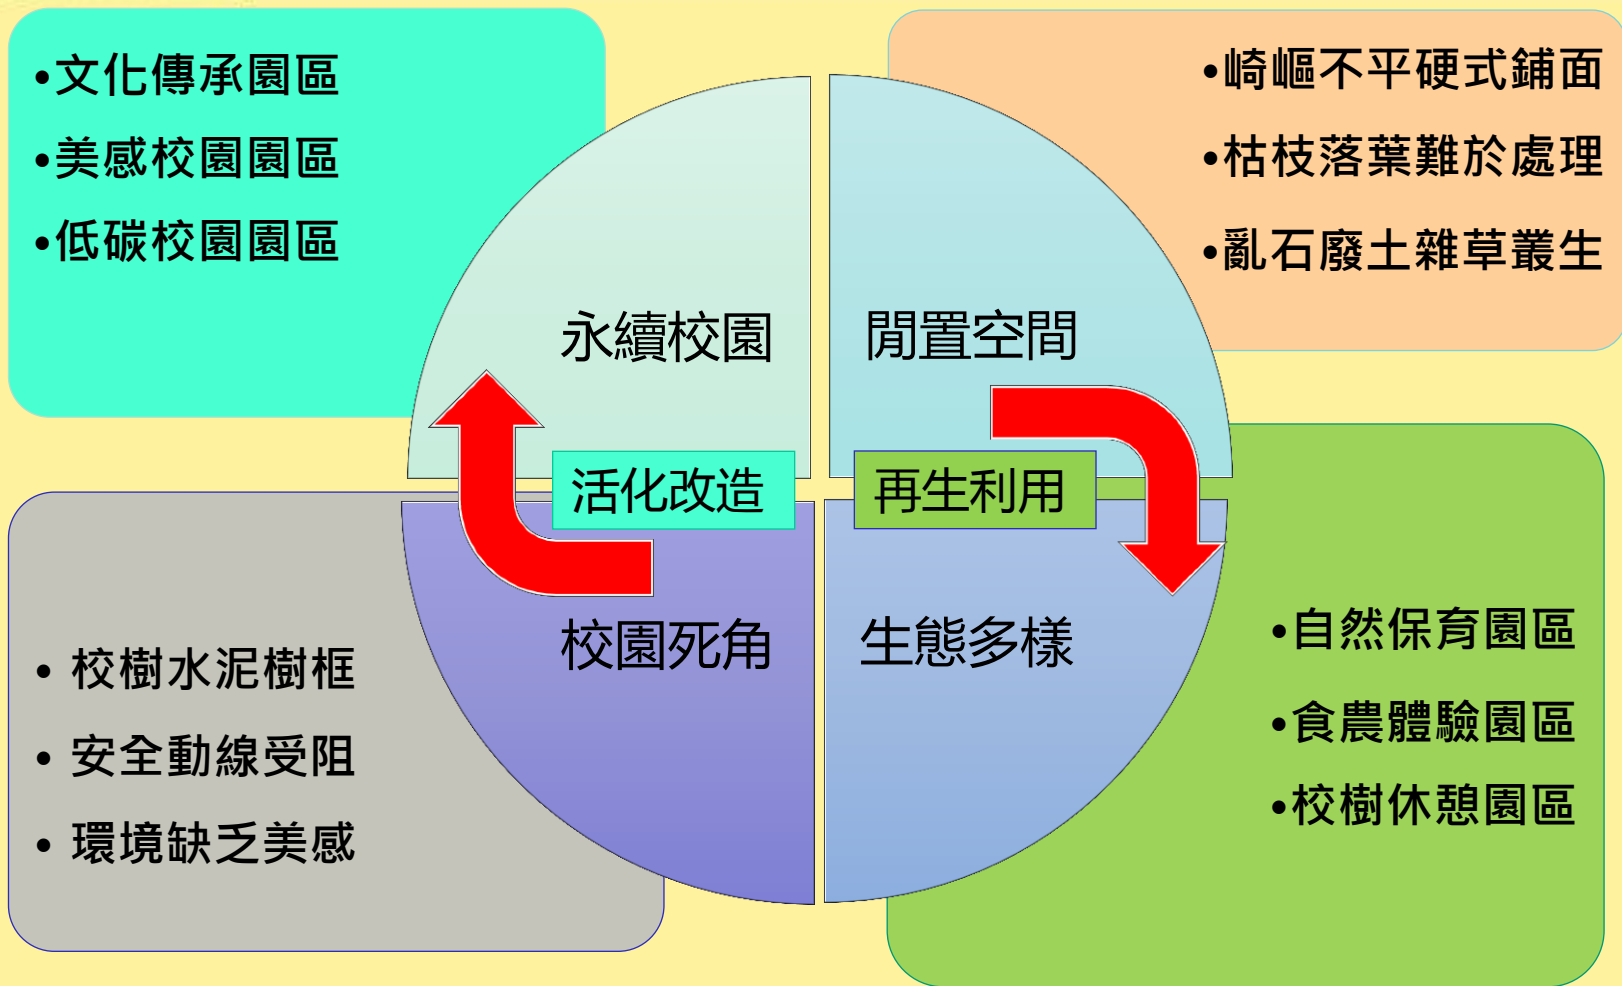 •文化傳承園區
•美感校園園區
•低碳校園園區
•崎嶇不平硬式鋪面
•枯枝落葉難於處理
•亂石廢土雜草叢生
永續校園
閒置空間
活化改造
再生利用
校園死角
生態多樣
• 校樹水泥樹框
• 安全動線受阻
• 環境缺乏美感
•自然保育園區
•食農體驗園區
•校樹休憩園區